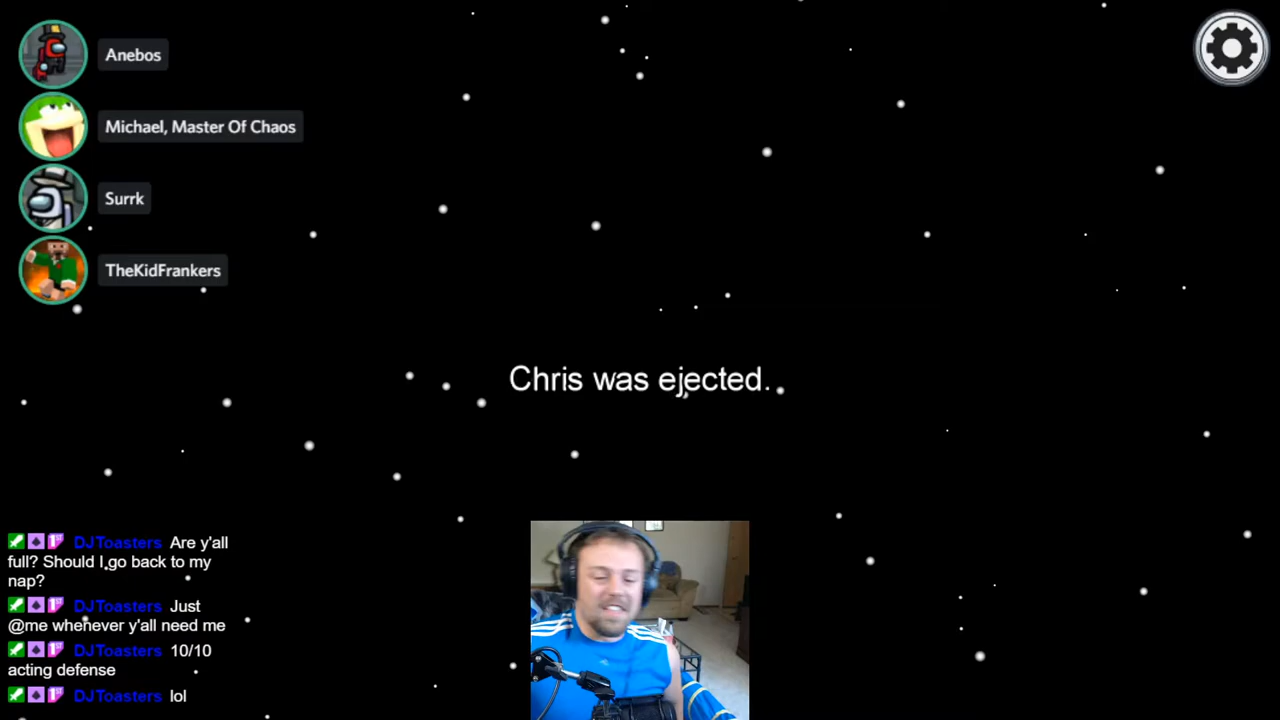 Anebos
Michael, Master Of Chaos
Surrk
TheKidFrankers
Chris was ejected.
DJToasters Are y'all
full? Should I go back to my
nap?
DJToasters Just
@me whenever y'all need me
DJToasters 10/10
acting defense
DJToasters lol